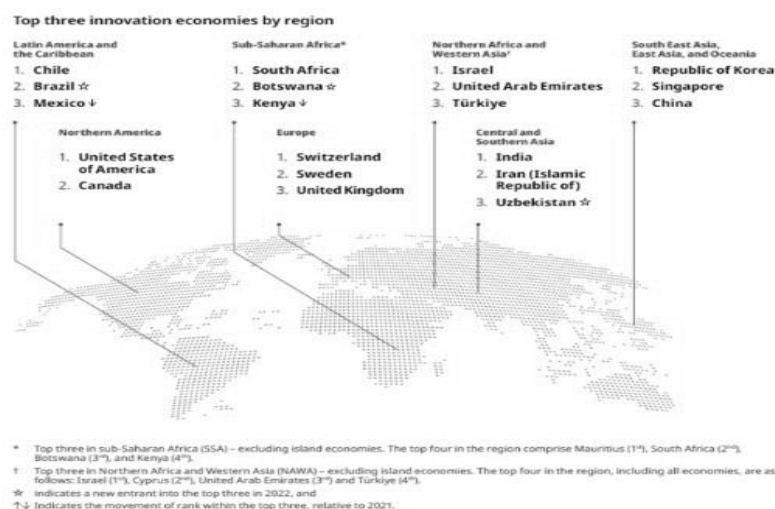 Top three innovation economies by region
Latin America and
the Caribbean
1. Chile
2. Brazil ☆
3. Mexico ↓
Sub-Saharan Africa*
1. South Africa
2. Botswana ☆
3. Kenya ↓
Northern Africa and
Western Asia†
1. Israel
2. United Arab Emirates
3. Türkiye
South East Asia,
East Asia, and Oceania
1. Republic of Korea
2. Singapore
3. China
Northern America
1. United States
of America
2. Canada
Europe
1. Switzerland
2. Sweden
3. United Kingdom
Central and
Southern Asia
1. India
2. Iran (Islamic
Republic of)
3. Uzbekistan ☆
* Top three in sub-Saharan Africa (SSA) – excluding island economies. The top four in the region comprise Mauritius (1st), South Africa (2nd),
Botswana (3rd), and Kenya (4th).
† Top three in Northern Africa and Western Asia (NAWA) – excluding island economies. The top four in the region, including all economies, are as
follows: Israel (1st), Cyprus (2nd), United Arab Emirates (3rd) and Türkiye (4th).
☆ indicates a new entrant into the top three in 2022, and
↑↓ Indicates the movement of rank within the top three, relative to 2021.